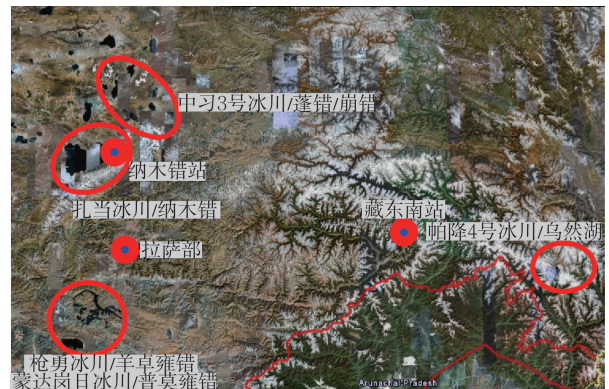 中习3号冰川/蓬错/崩错
纳木错站
扎当冰川/纳木错
藏东南站
帕隆4号冰川/乌然湖
拉萨部
枪勇冰川/羊卓雍错
蒙达岗日冰川/普莫雍错
Arunachal Pradesh